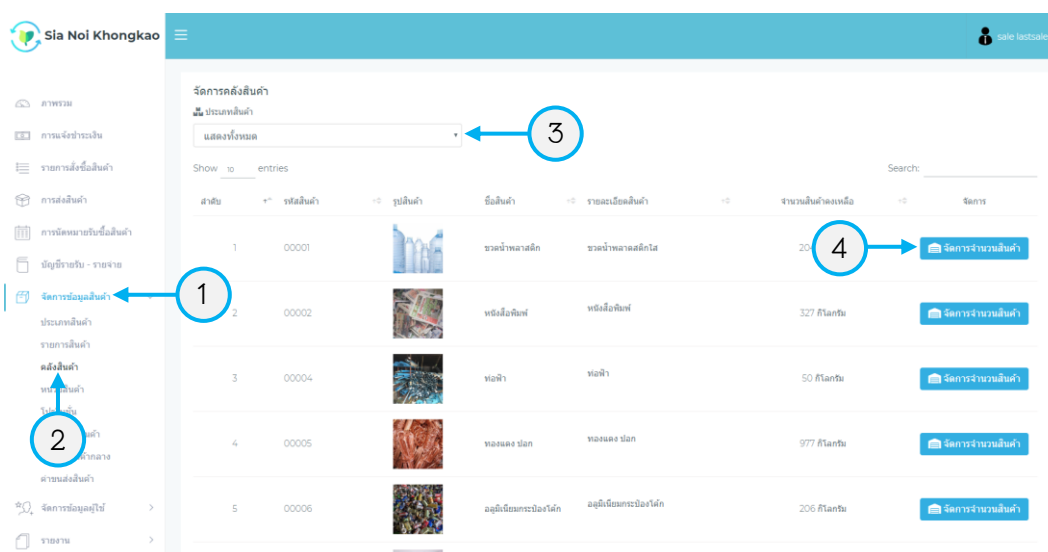 Sia Noi Khongkao
sale lastsale
ภาพรวม
การแจ้งชำระเงิน
รายการสั่งซื้อสินค้า
การส่งสินค้า
การนัดหมายรับซื้อสินค้า
บัญชีรายรับ - รายจ่าย
จัดการข้อมูลสินค้า
1
ประเภทสินค้า
รายการสินค้า
คลังสินค้า
2
ค่าขนส่งสินค้า
จัดการข้อมูลผู้ใช้
รายงาน
จัดการคลังสินค้า
ประเภทสินค้า
แสดงทั้งหมด
3
Show 10 entries
Search:
ลำดับ รหัสสินค้า รูปสินค้า ชื่อสินค้า รายละเอียดสินค้า จำนวนสินค้าคงเหลือ จัดการ
1 00001 ขวดน้ำพลาสติก ขวดน้ำพลาสติกใส 4 จัดการจำนวนสินค้า
2 00002 หนังสือพิมพ์ หนังสือพิมพ์ 327 กิโลกรัม จัดการจำนวนสินค้า
3 00004 ท่อฟ้า ท่อฟ้า 50 กิโลกรัม จัดการจำนวนสินค้า
4 00005 ทองแดง ปอก ทองแดง ปอก 977 กิโลกรัม จัดการจำนวนสินค้า
5 00006 อลูมิเนียมกระป๋องโค้ก อลูมิเนียมกระป๋องโค้ก 206 กิโลกรัม จัดการจำนวนสินค้า